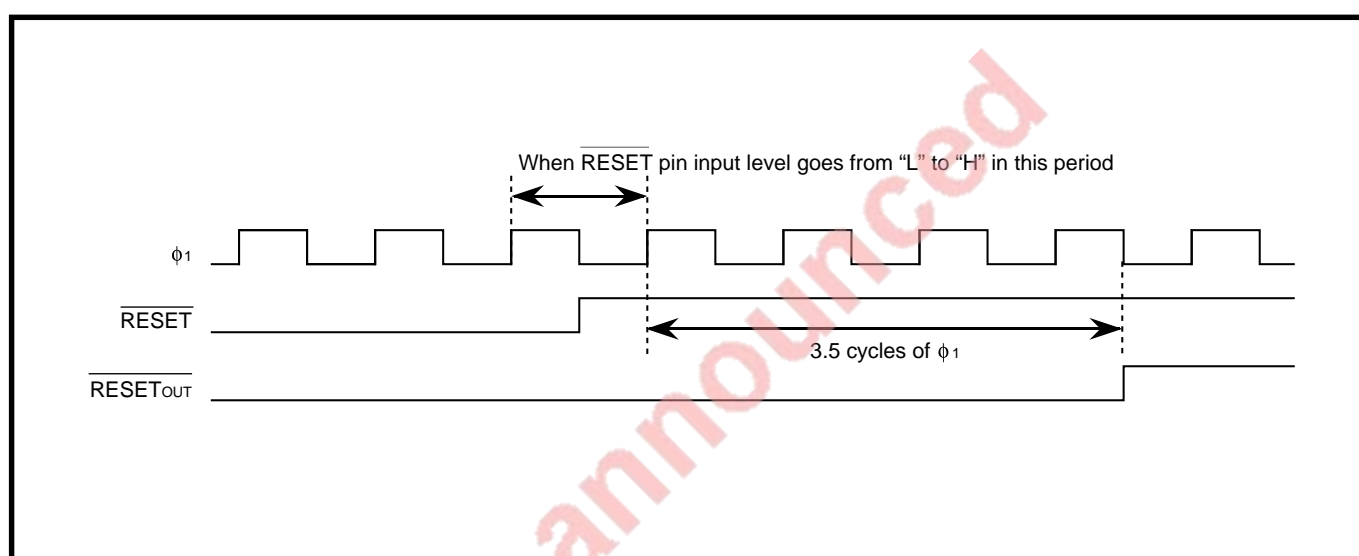 When RESET pin input level goes from “L” to “H” in this period
ϕ1
RESET
3.5 cycles of ϕ1
RESETOUT
announced